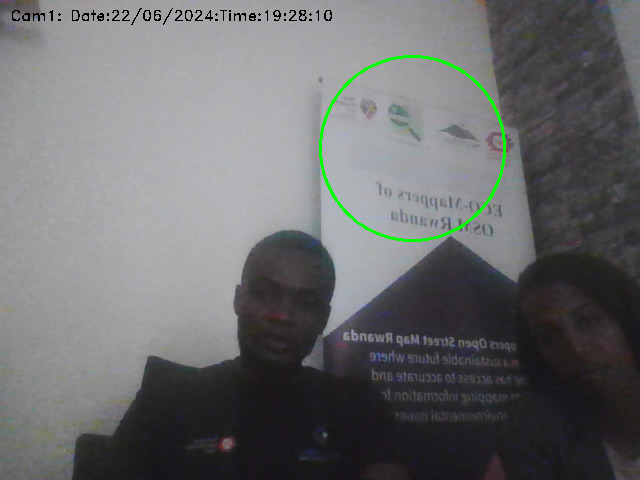 Cam1: Date:22/06/2024:Time:19:28:10
ECO-Mappers of
OSM Rwanda
ppers Open Street Map Rwanda
a sustainable future where
has access to accurate and
mapping information
environmental issues